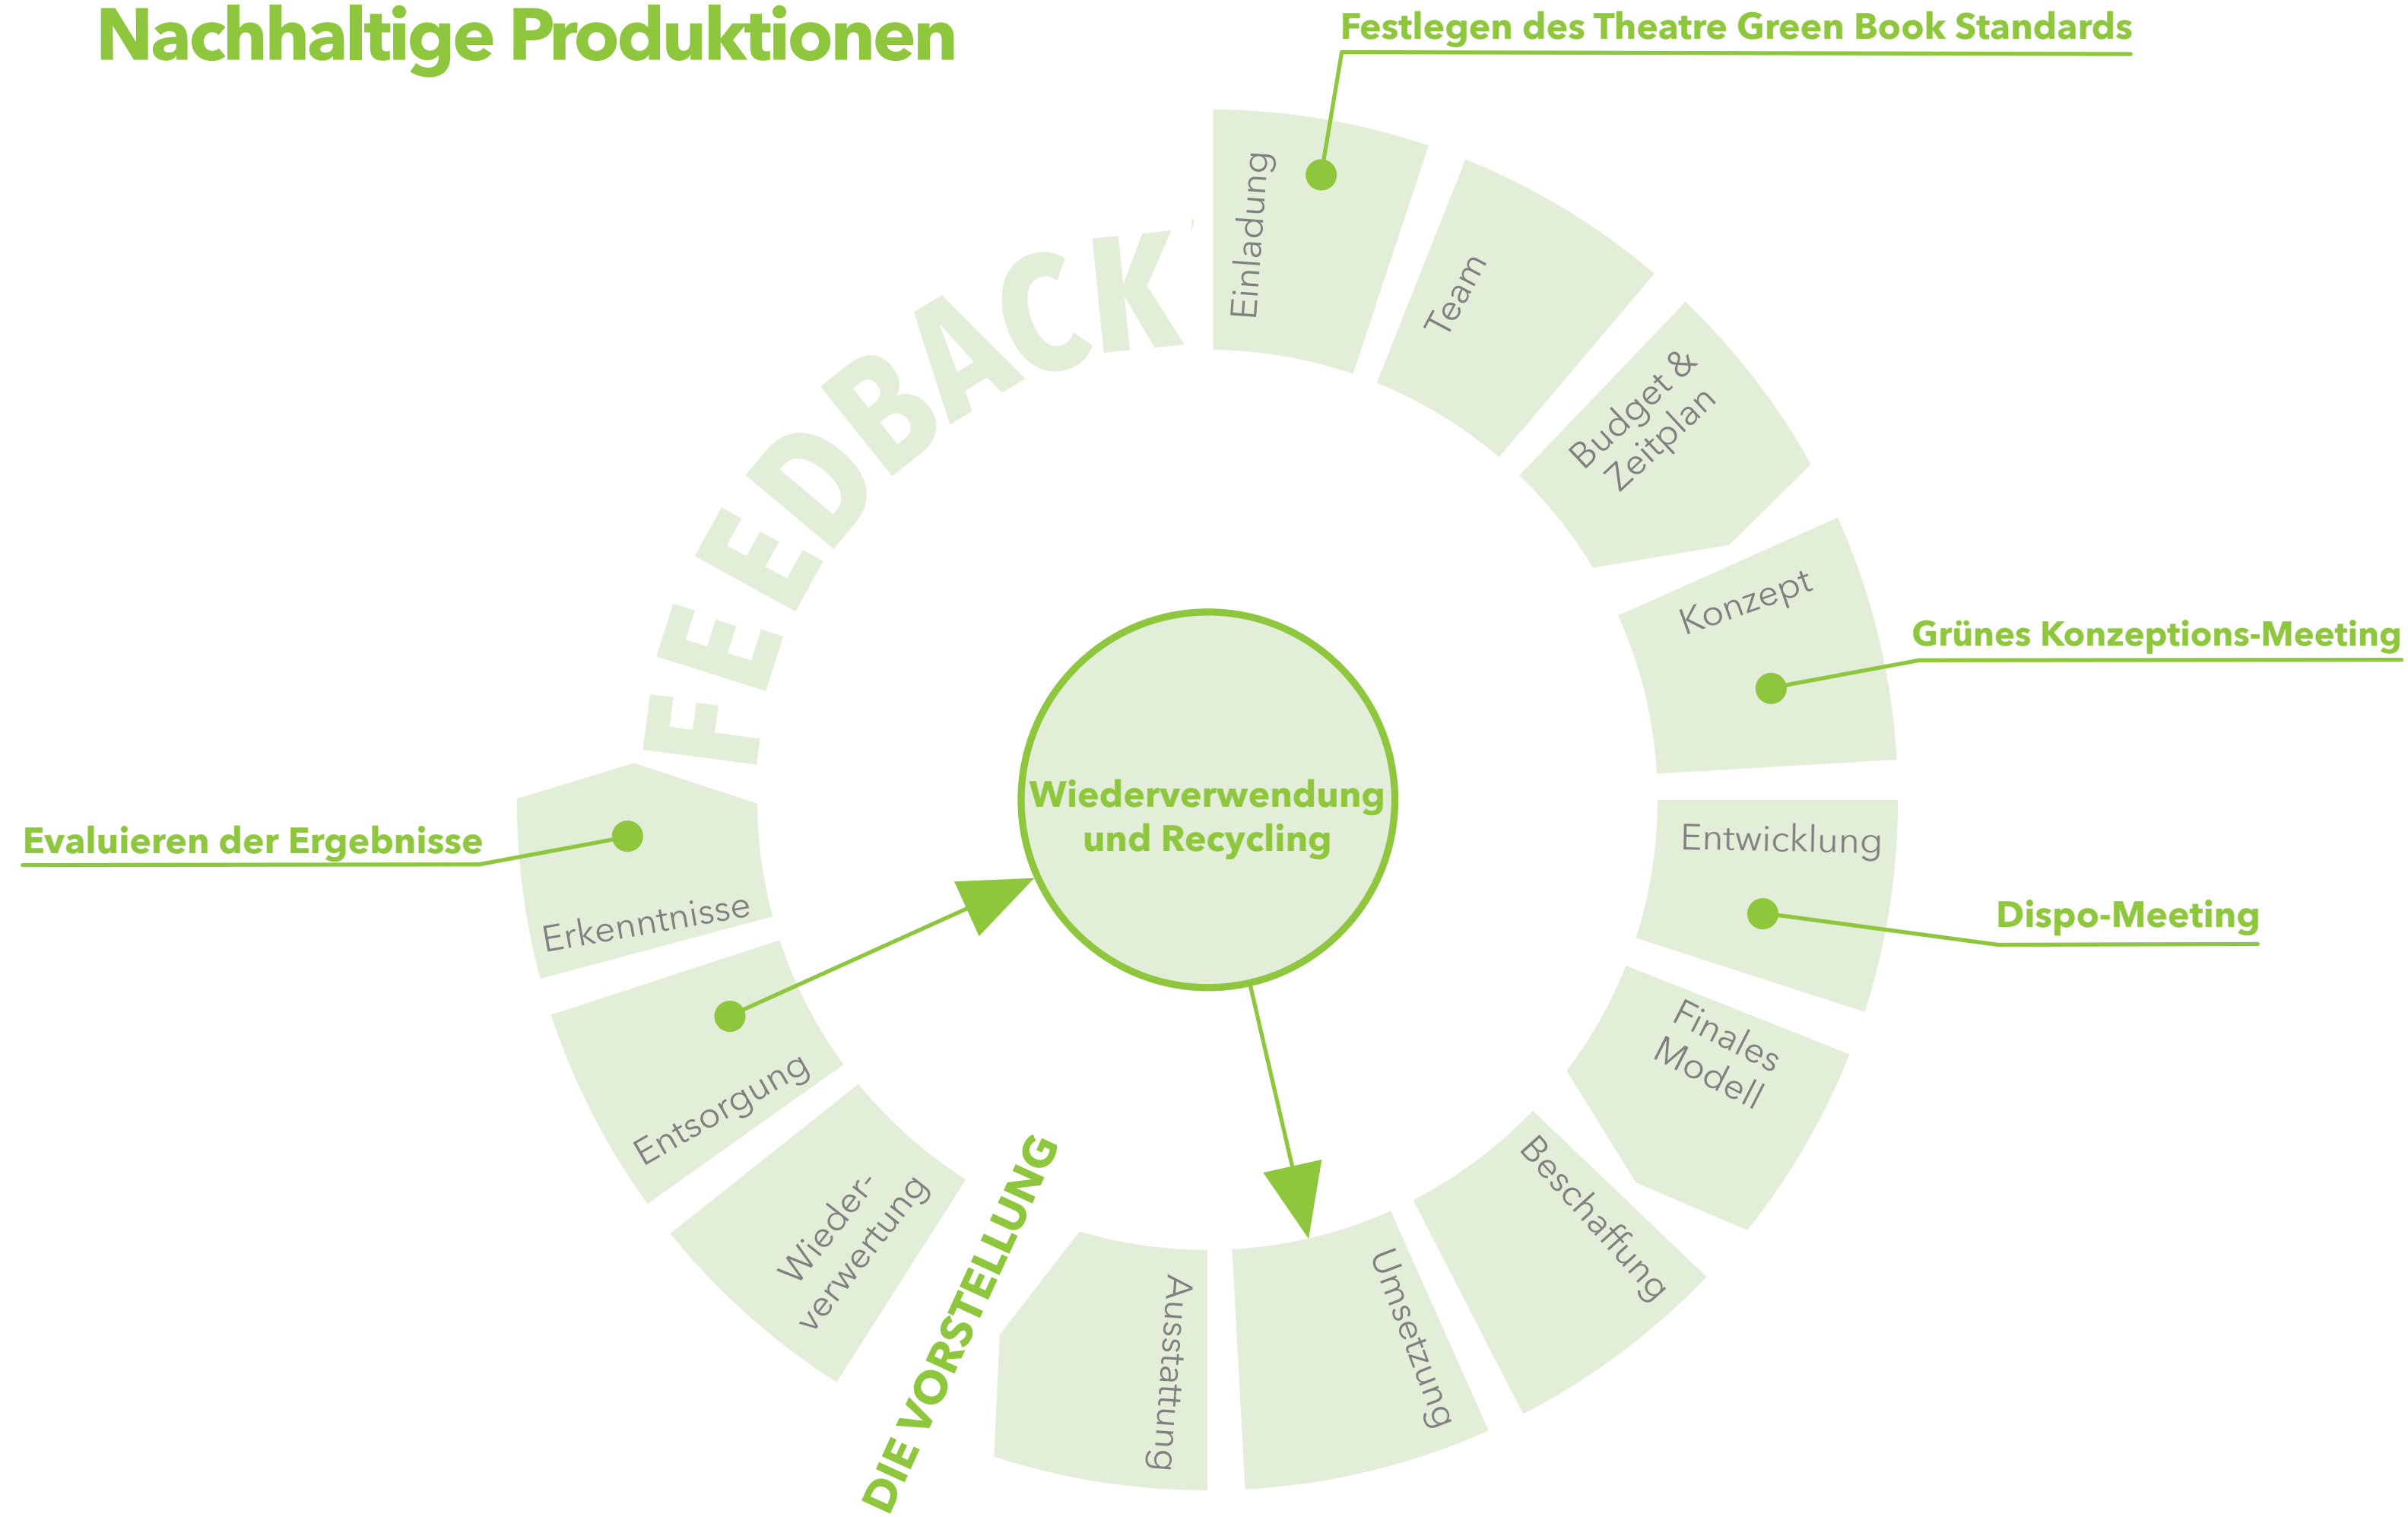 Nachhaltige Produktionen
Festlegen des Theatre Green Book Standards
Einladung
Team
Budget &
Zeitplan
Konzept
Grünes Konzeptions-Meeting
Entwicklung
Dispo-Meeting
Finales
Modell
Beschaffung
Umsetzung
Ausstattung
DIE VORSTELLUNG
Wieder-
verwertung
Entsorgung
Erkenntnisse
Evaluieren der Ergebnisse
FEEDBACK
Wiederverwendung
und Recycling